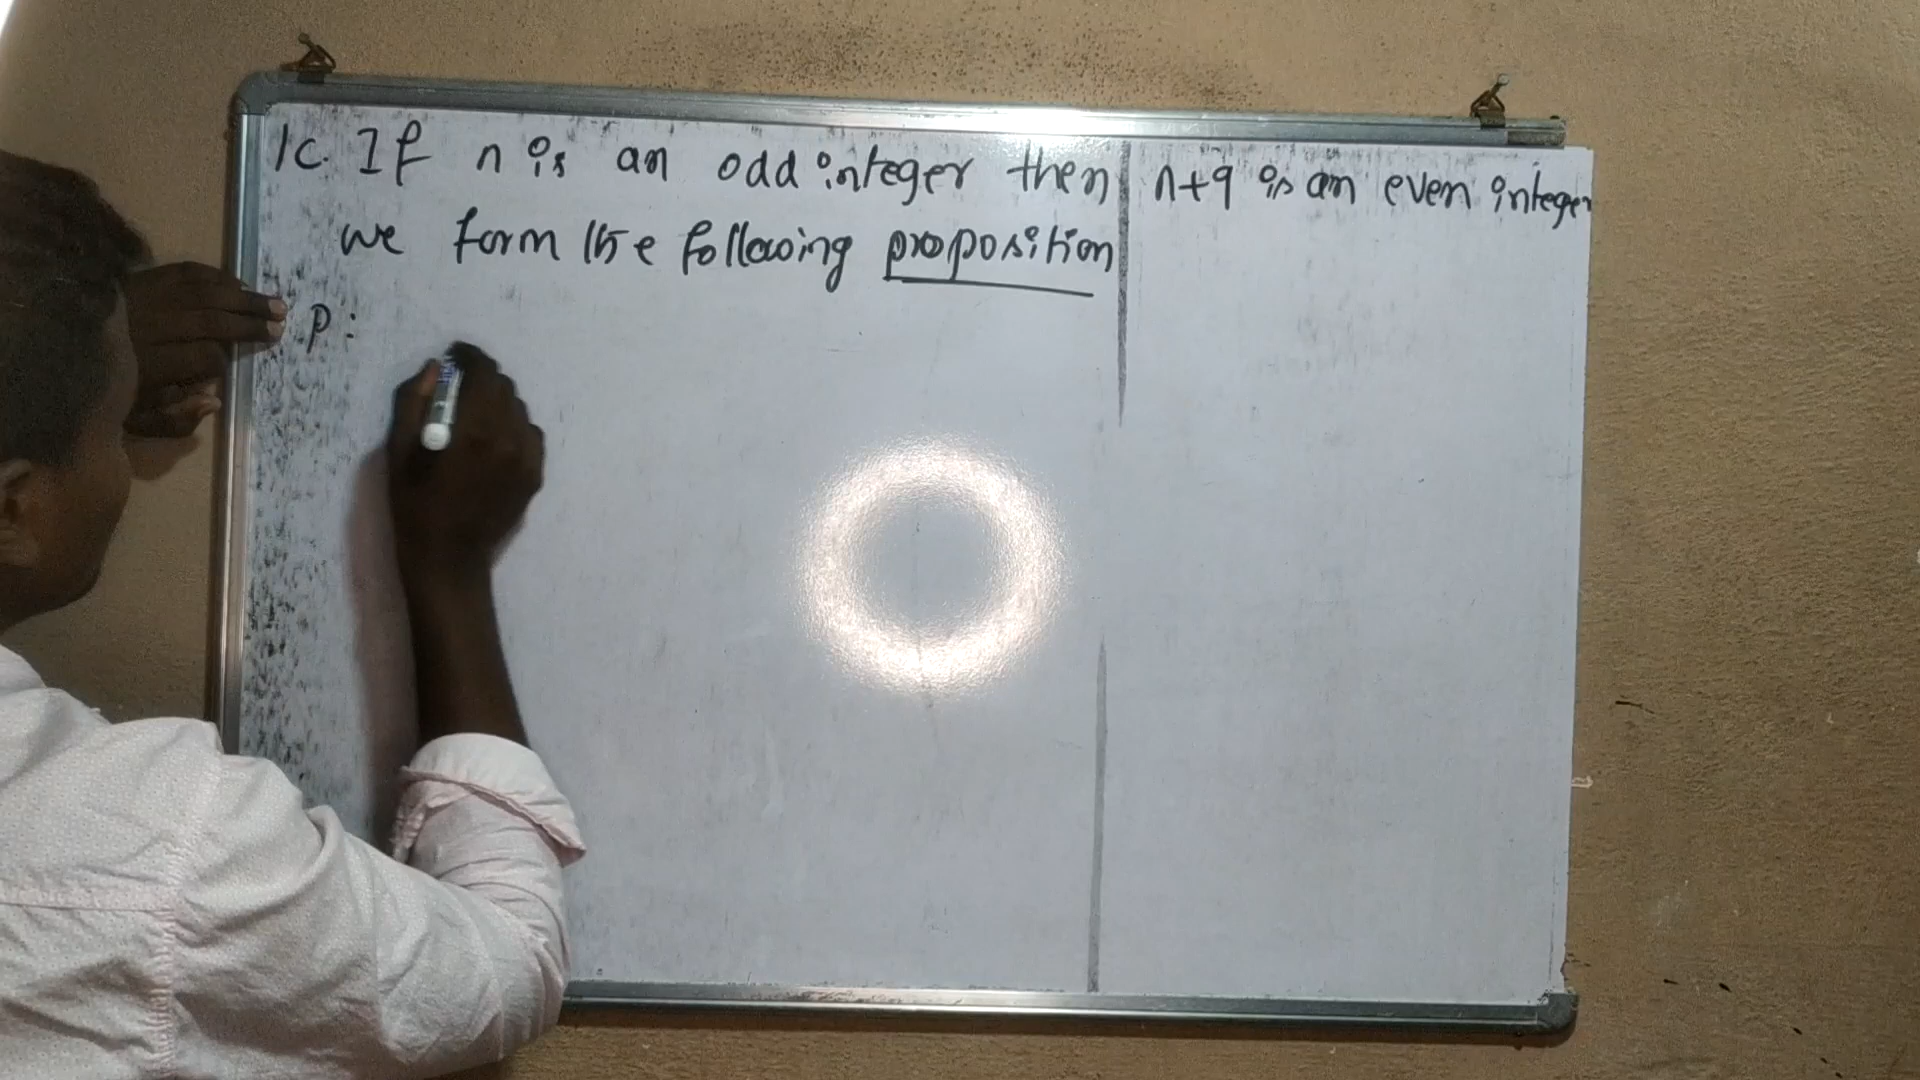 1c. If n is an odd integer then n+9 is an even integer
we form the following proposition
p: